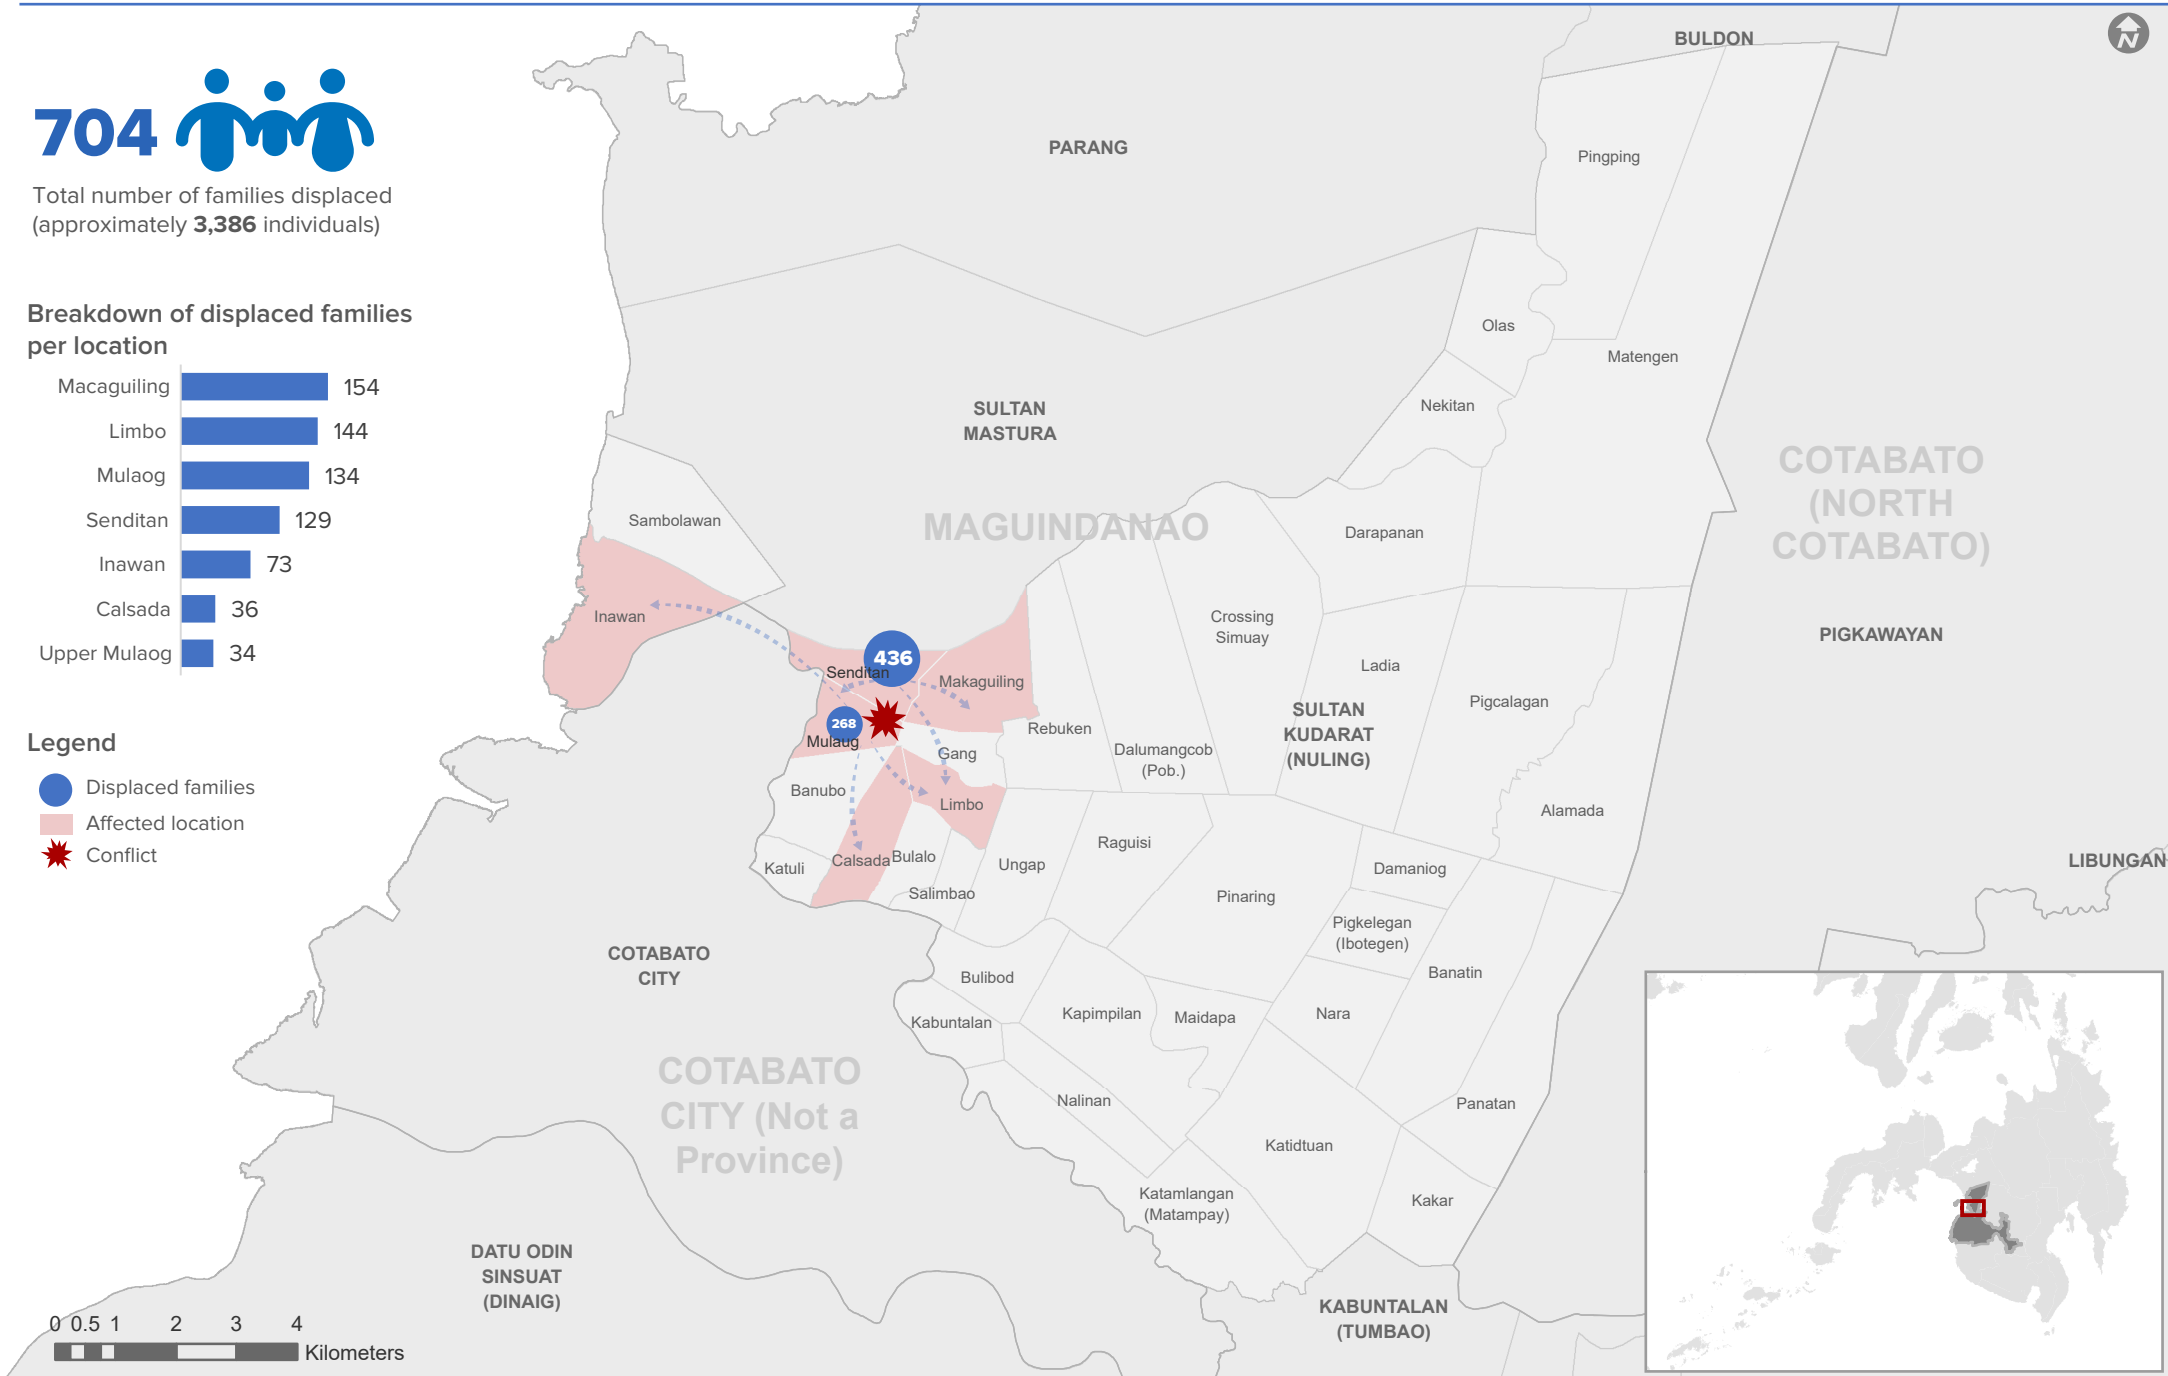 704
Total number of families displaced
(approximately 3,386 individuals)
Breakdown of displaced families
per location
Macaguiling 154
Limbo 144
Mulaog 134
Senditan 129
Inawan 73
Calsada 36
Upper Mulaog 34
Legend
Displaced families
Affected location
Conflict
0 0.5 1 2 3 4
Kilometers
N
BULDON
PARANG
Pingping
Olas
Matengen
Nekitan
SULTAN
MASTURA
COTABATO
(NORTH
COTABATO)
MAGUINDANAO
Sambolawan
Darapanan
Inawan
Crossing
Simuay
PIGKAWAYAN
436
Senditan
Makaguiling
Ladia
Pigcalagan
268
Mulaug
SULTAN
KUDARAT
(NULING)
Rebuken
Gang
Dalumangcob
(Pob.)
Banubo
Limbo
Alamada
Raguisi
Calsada
Bulalo
Katuli
Ungap
Damaniog
LIBUNGAN
Salimbao
Pinaring
Pigkelegan
(Ibotegen)
COTABATO
CITY
Bulibod
Banatin
Kabuntalan
Kapimpilan
Maidapa
Nara
COTABATO
CITY (Not a
Province)
Nalinan
Panatan
Katidtuan
Katamlangan
(Matampay)
Kakar
DATU ODIN
SINSUAT
(DINAIG)
KABUNTALAN
(TUMBAO)